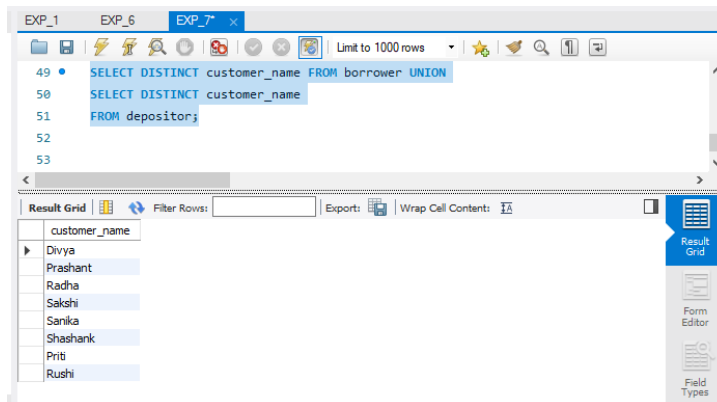 EXP_1 EXP_6 EXP_7* ×
Limit to 1000 rows
49 SELECT DISTINCT customer_name FROM borrower UNION
50 SELECT DISTINCT customer_name
51 FROM depositor;
52
53
Result Grid Filter Rows: Export: Wrap Cell Content: IA
customer_name
Divya
Prashant
Radha
Sakshi
Sanika
Shashank
Priti
Rushi
Result
Grid
Form
Editor
Field
Types